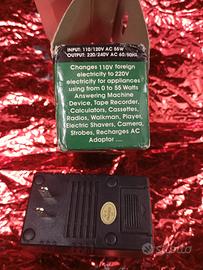 INPUT: 110/120V AC 55W
OUTPUT: 220/240V AC 60/50HZ
Changes 110V foreign
electricity to 220V
electricity for appliances
using from 0 to 55 Watts
Answering Machine
Device, Tape Recorder,
Calculators, Cassettes,
Radios, Walkman, Player,
Electric Shavers, Camera,
Strobes, Recharges AC
Adaptor ....
subito